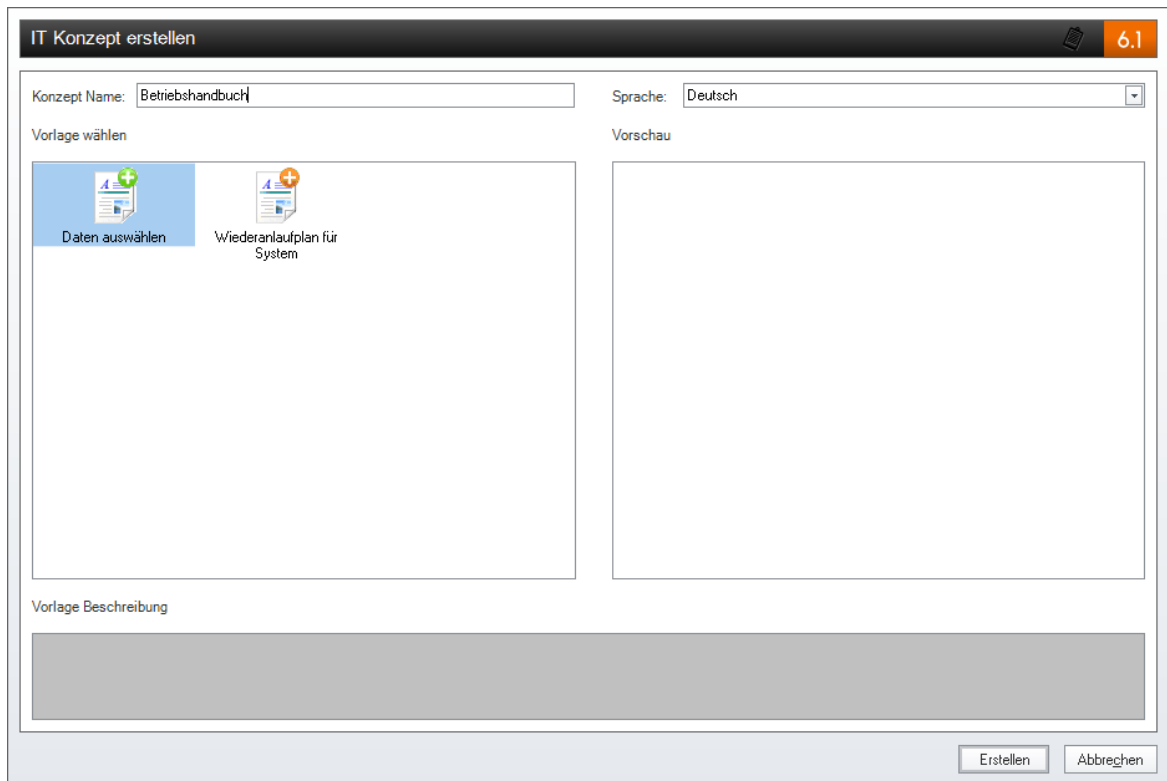 IT Konzept erstellen
6.1
Konzept Name: Betriebshandbuch
Sprache: Deutsch
Vorlage wählen
Vorschau
Daten auswählen
Wiederanlaufplan für
System
Vorlage Beschreibung
Erstellen
Abbrechen